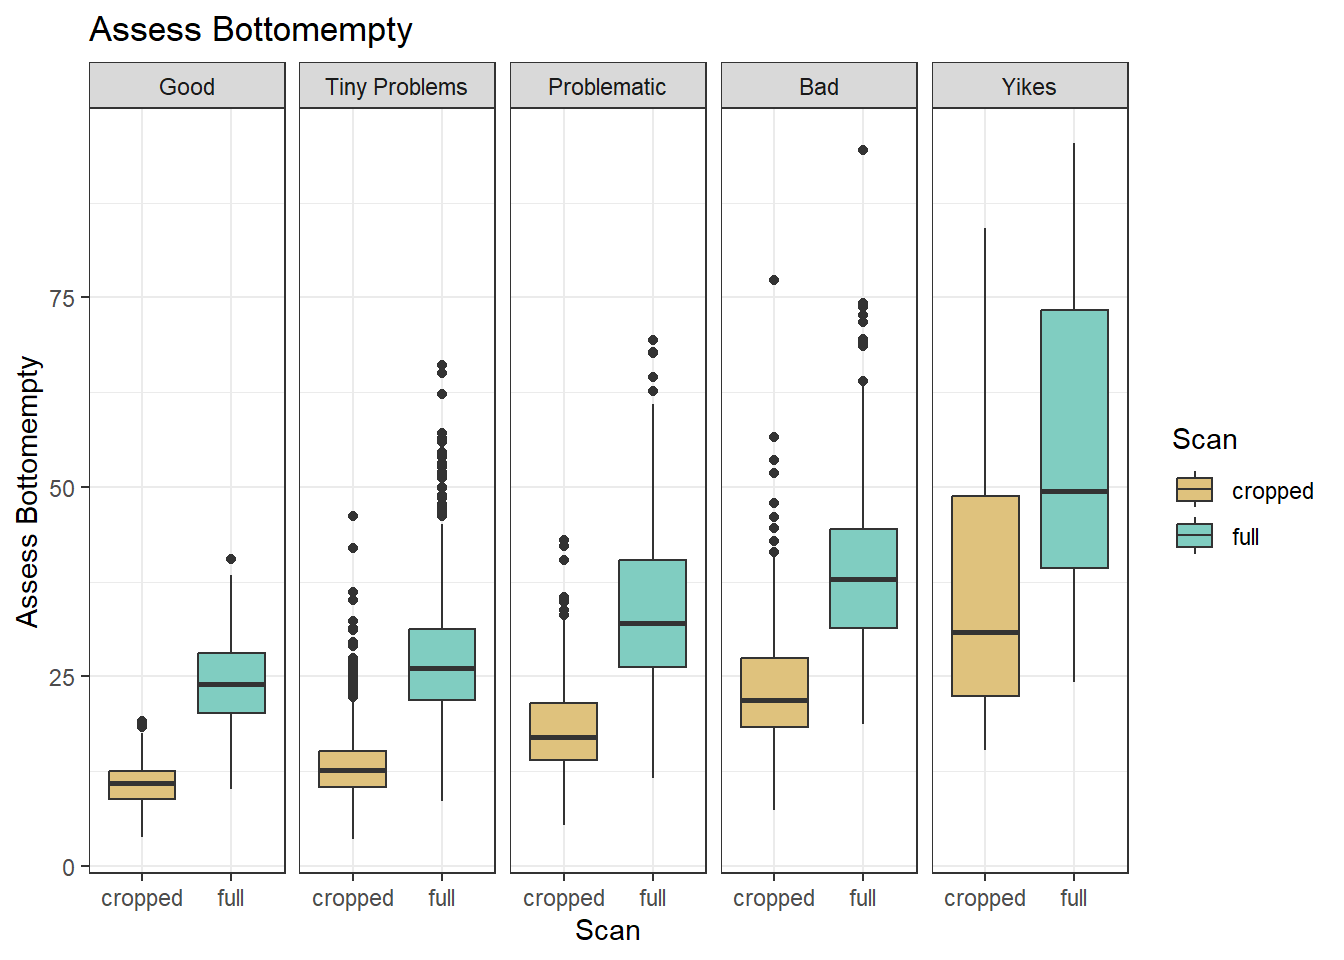 Assess Bottomempty
Good
Tiny Problems
Problematic
Bad
Yikes
Assess Bottomempty
75
50
25
0
cropped full
cropped full
cropped full
cropped full
cropped full
Scan
Scan
cropped
full